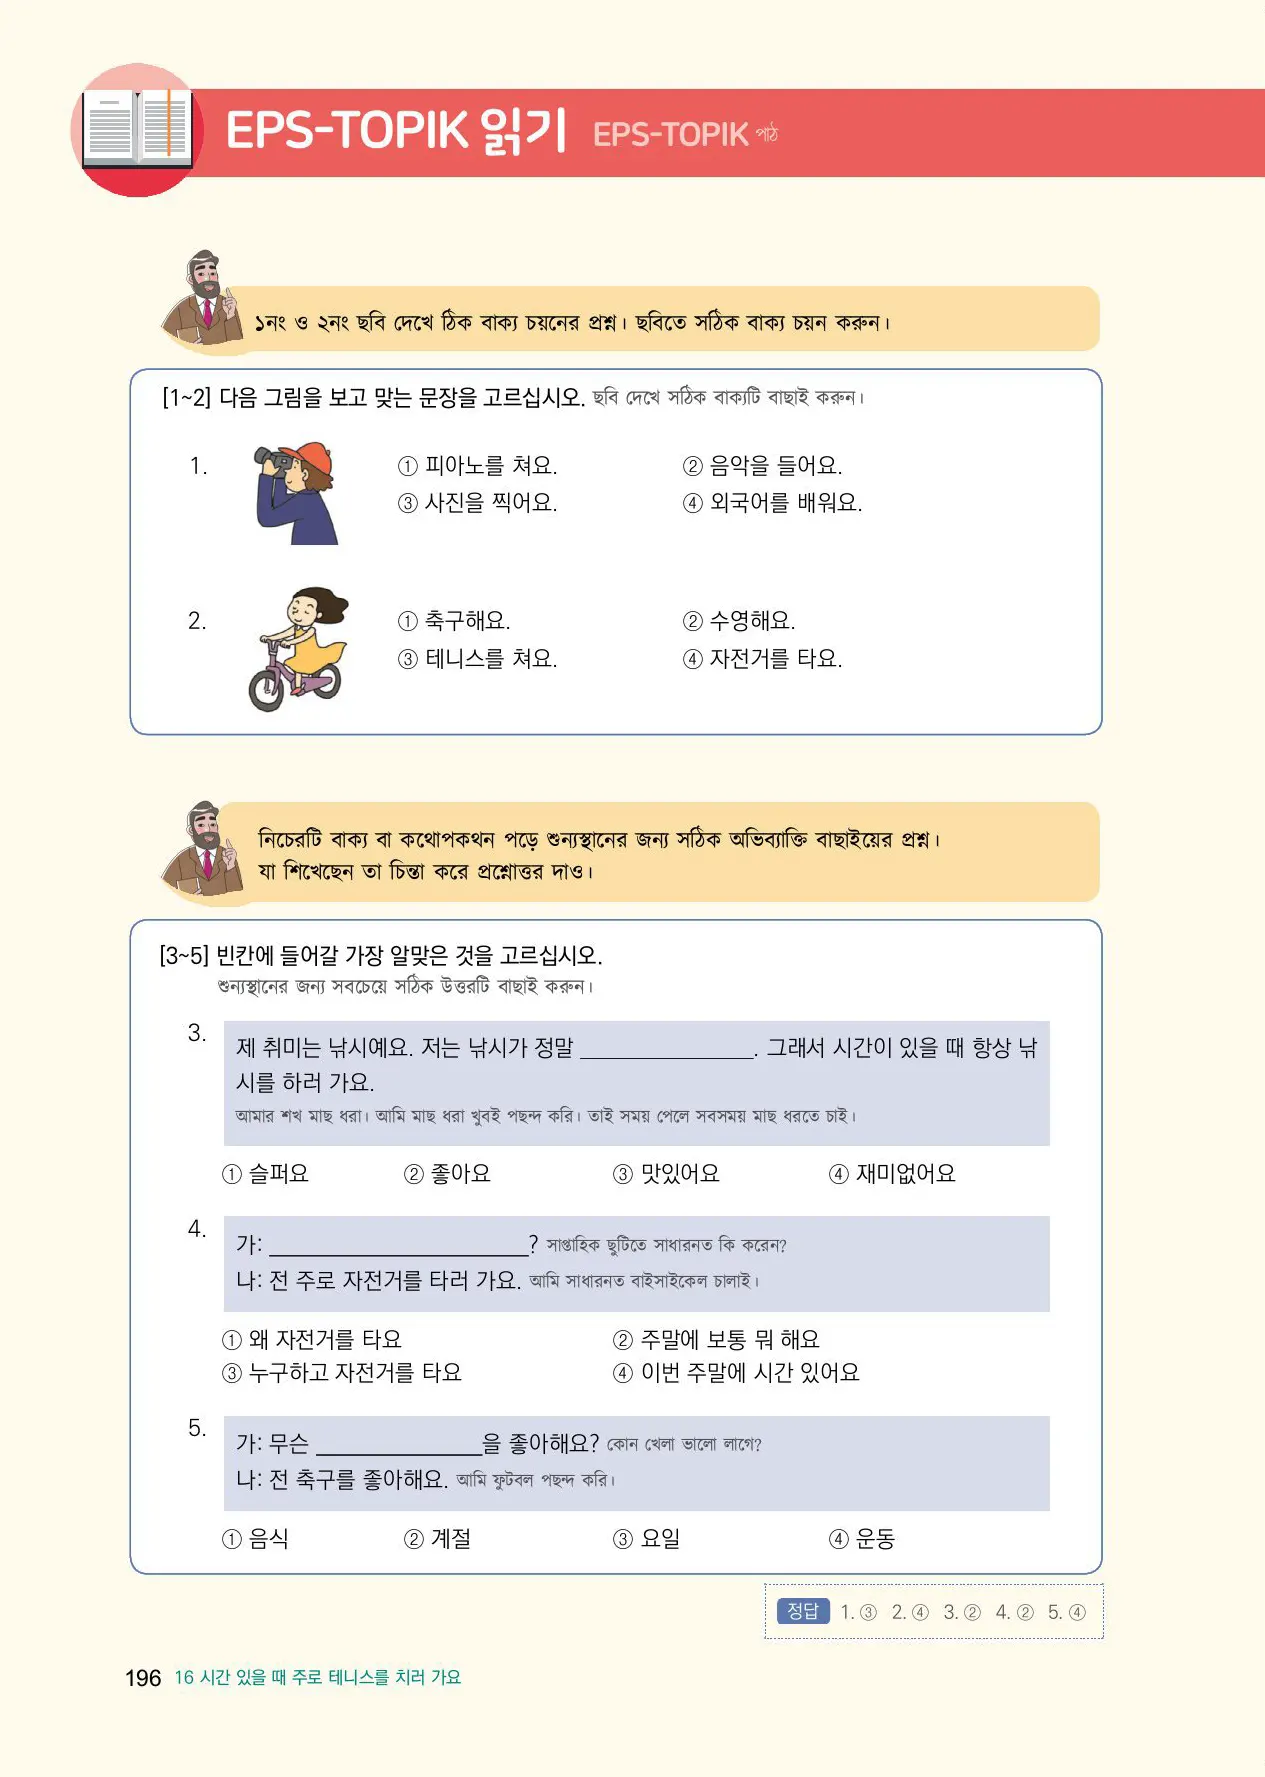 EPS-TOPIK 읽기 EPS-TOPIK পাঠ
১নং ও ২নং ছবি দেখে ঠিক বাক্য চয়নের প্রশ্ন। ছবিতে সঠিক বাক্য চয়ন করুন।
[1~2] 다음 그림을 보고 맞는 문장을 고르십시오. ছবি দেখে সঠিক বাক্যটি বাছাই করুন।
1. ① 피아노를 쳐요. ② 음악을 들어요.
③ 사진을 찍어요. ④ 외국어를 배워요.
2. ① 축구해요. ② 수영해요.
③ 테니스를 쳐요. ④ 자전거를 타요.
নিচেরটি বাক্য বা কথোপকথন পড়ে শুন্যস্থানের জন্য সঠিক অভিব্যাক্তি বাছাইয়ের প্রশ্ন।
যা শিখেছেন তা চিন্তা করে প্রশ্নোত্তর দাও।
[3~5] 빈칸에 들어갈 가장 알맞은 것을 고르십시오.
শুন্যস্থানের জন্য সবচেয়ে সঠিক উত্তরটি বাছাই করুন।
3. 제 취미는 낚시예요. 저는 낚시가 정말 ______________. 그래서 시간이 있을 때 항상 낚
시를 하러 가요.
আমার শখ মাছ ধরা। আমি মাছ ধরা খুবই পছন্দ করি। তাই সময় পেলে সবসময় মাছ ধরতে চাই।
① 슬퍼요 ② 좋아요 ③ 맛있어요 ④ 재미없어요
4. 가: ______________________? সাপ্তাহিক ছুটিতে সাধারনত কি করেন?
나: 전 주로 자전거를 타러 가요. আমি সাধারনত বাইসাইকেল চালাই।
① 왜 자전거를 타요 ② 주말에 보통 뭐 해요
③ 누구하고 자전거를 타요 ④ 이번 주말에 시간 있어요
5. 가: 무슨 ______________을 좋아해요? কোন খেলা ভালো লাগে?
나: 전 축구를 좋아해요. আমি ফুটবল পছন্দ করি।
① 음식 ② 계절 ③ 요일 ④ 운동
정답 1. ③ 2. ④ 3. ② 4. ② 5. ④
196 16 시간 있을 때 주로 테니스를 치러 가요